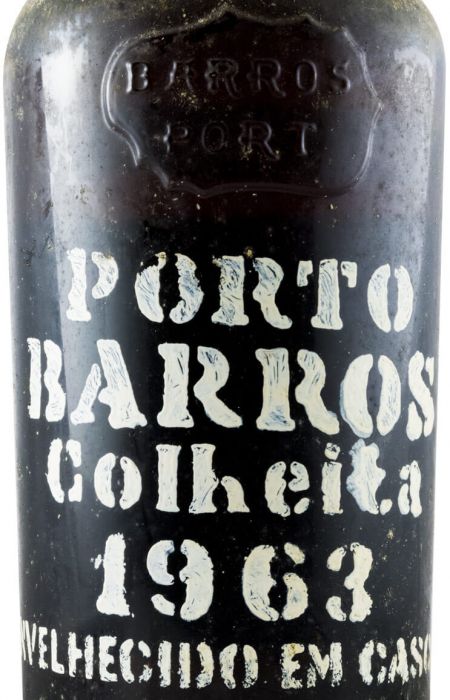 BARROS
PORT
PORTO
BARROS
Colheita
1963
NVELHECIDO EM CASC